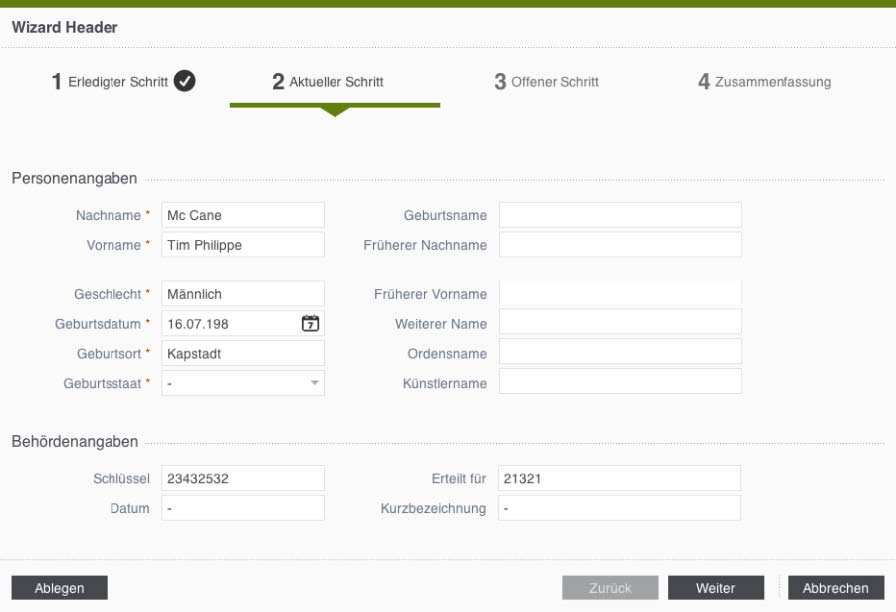 Wizard Header
1 Erledigter Schritt
2 Aktueller Schritt
3 Offener Schritt
4 Zusammenfassung
Personenangaben
Nachname * Mc Cane
Geburtsname
Vorname * Tim Philippe
Früherer Nachname
Geschlecht * Männlich
Früherer Vorname
Geburtsdatum * 16.07.198 7
Weiterer Name
Geburtsort * Kapstadt
Ordensname
Geburtsstaat * -
Künstlername
Behördenangaben
Schlüssel 23432532
Erteilt für 21321
Datum -
Kurzbezeichnung -
Ablegen
Zurück
Weiter
Abbrechen